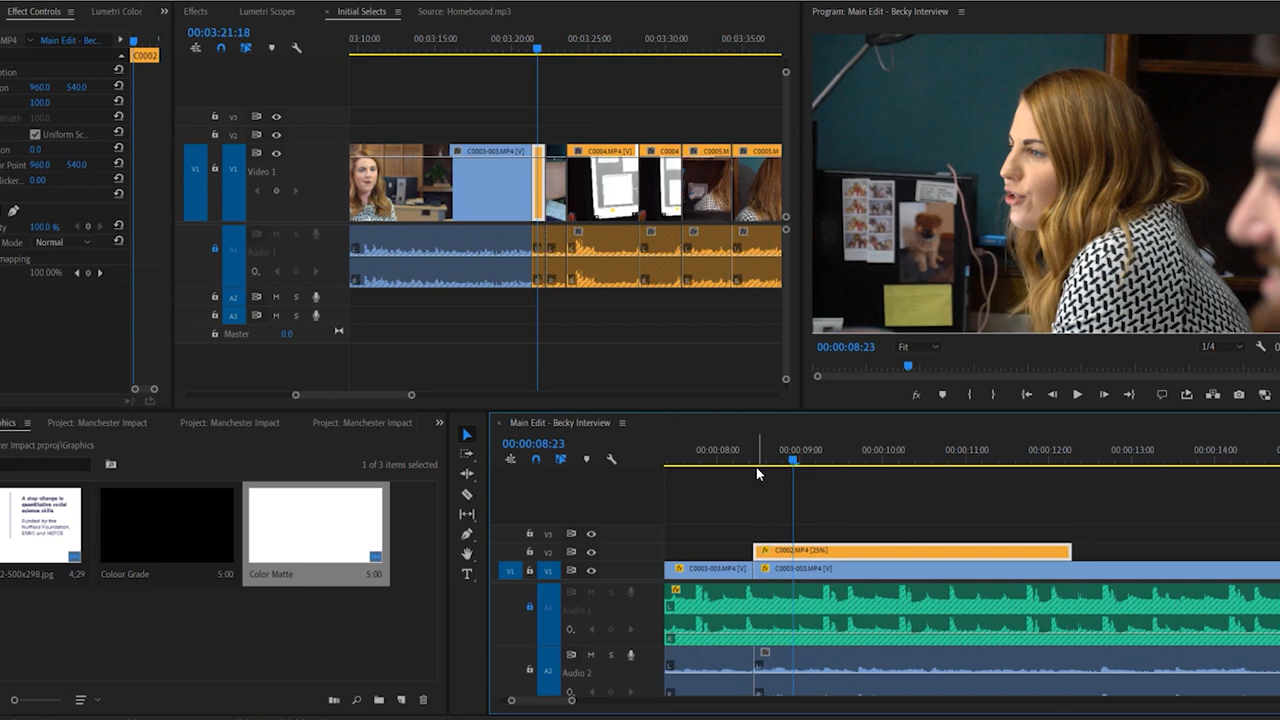 Effect Controls
Lumetri Color
Effects
Lumetri Scopes
Initial Selects
Source: Homebound.mp3
Program: Main Edit - Becky Interview
MP4
Main Edit - Bec...
C0002
960.0 540.0
100.0
100.0
Uniform Sc...
0.0
960.0 540.0
0.00
100.0 %
Mode
Normal
100.00%
00:03:21:18
03:10:00
00:03:15:00
00:03:20:00
00:03:25:00
00:03:30:00
00:03:35:00
V3
V2
V1
V1
Video 1
C0003-003.MP4 [V]
C0004.MP4 [V]
C0004
C0005.M
C0005.M
A1
Audio 1
A2
M S
A3
M S
Master
0.0
00:00:08:23
Fit
1/4
Project: Manchester Impact
Project: Manchester Impact
Project: Manchester Impact
er Impact prproj\Graphics
1 of 3 items selected
A step-change in
quantitative social
science skills
Funded by the
Nuffield Foundation,
ESRC and HEFCE
2-500x298.jpg
4;29
Colour Grade
5:00
Color Matte
5:00
Main Edit - Becky Interview
00:00:08:23
00:00:08:00
00:00:09:00
00:00:10:00
00:00:11:00
00:00:12:00
00:00:13:00
00:00:14:00
V3
V2
C0002.MP4 [25%]
V1
V1
C0003-003.MP4 [V]
C0003-003.MP4 [V]
A1
M S
Audio 1
A2
M S
Audio 2